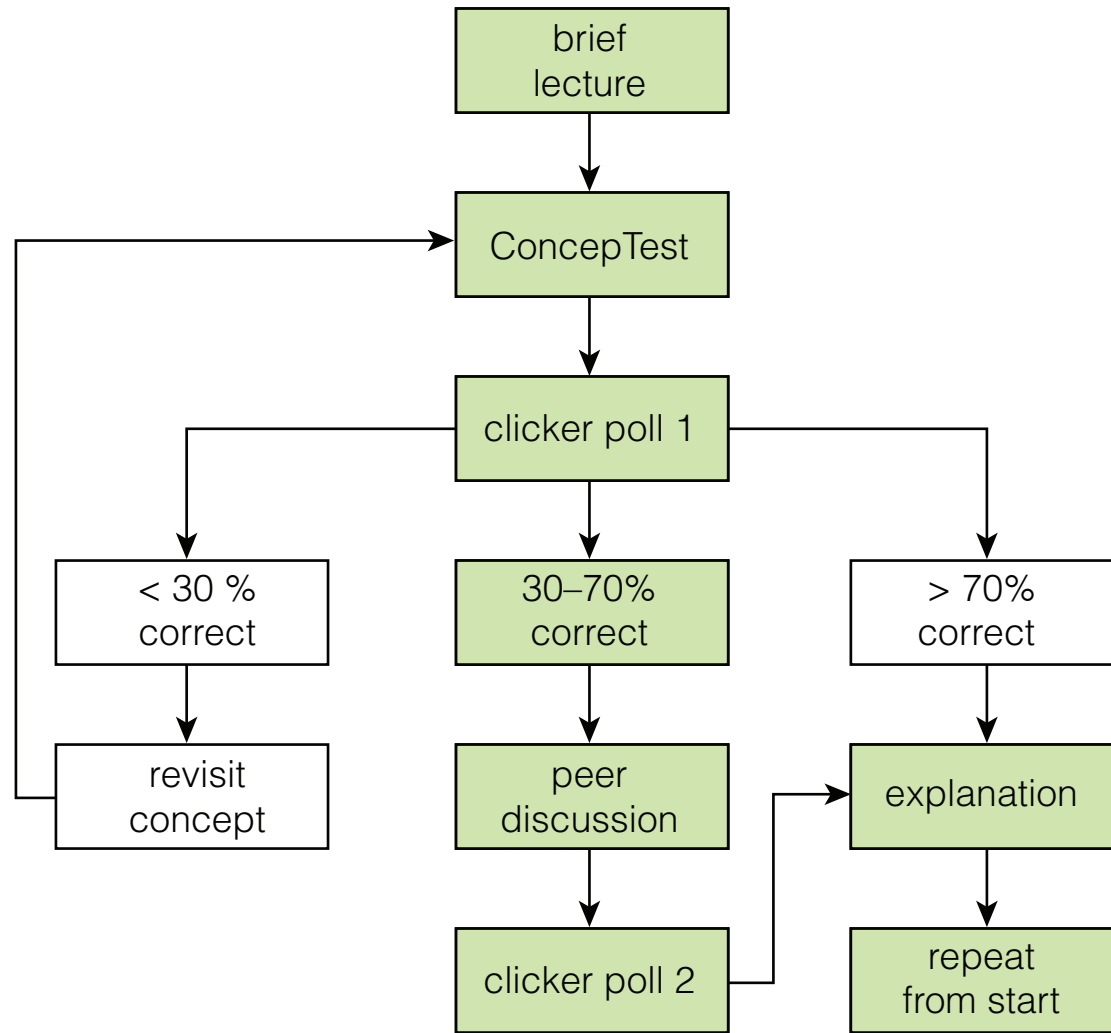 brief
lecture
ConcepTest
clicker poll 1
< 30 %
correct
30–70%
correct
> 70%
correct
revisit
concept
peer
discussion
explanation
clicker poll 2
repeat
from start